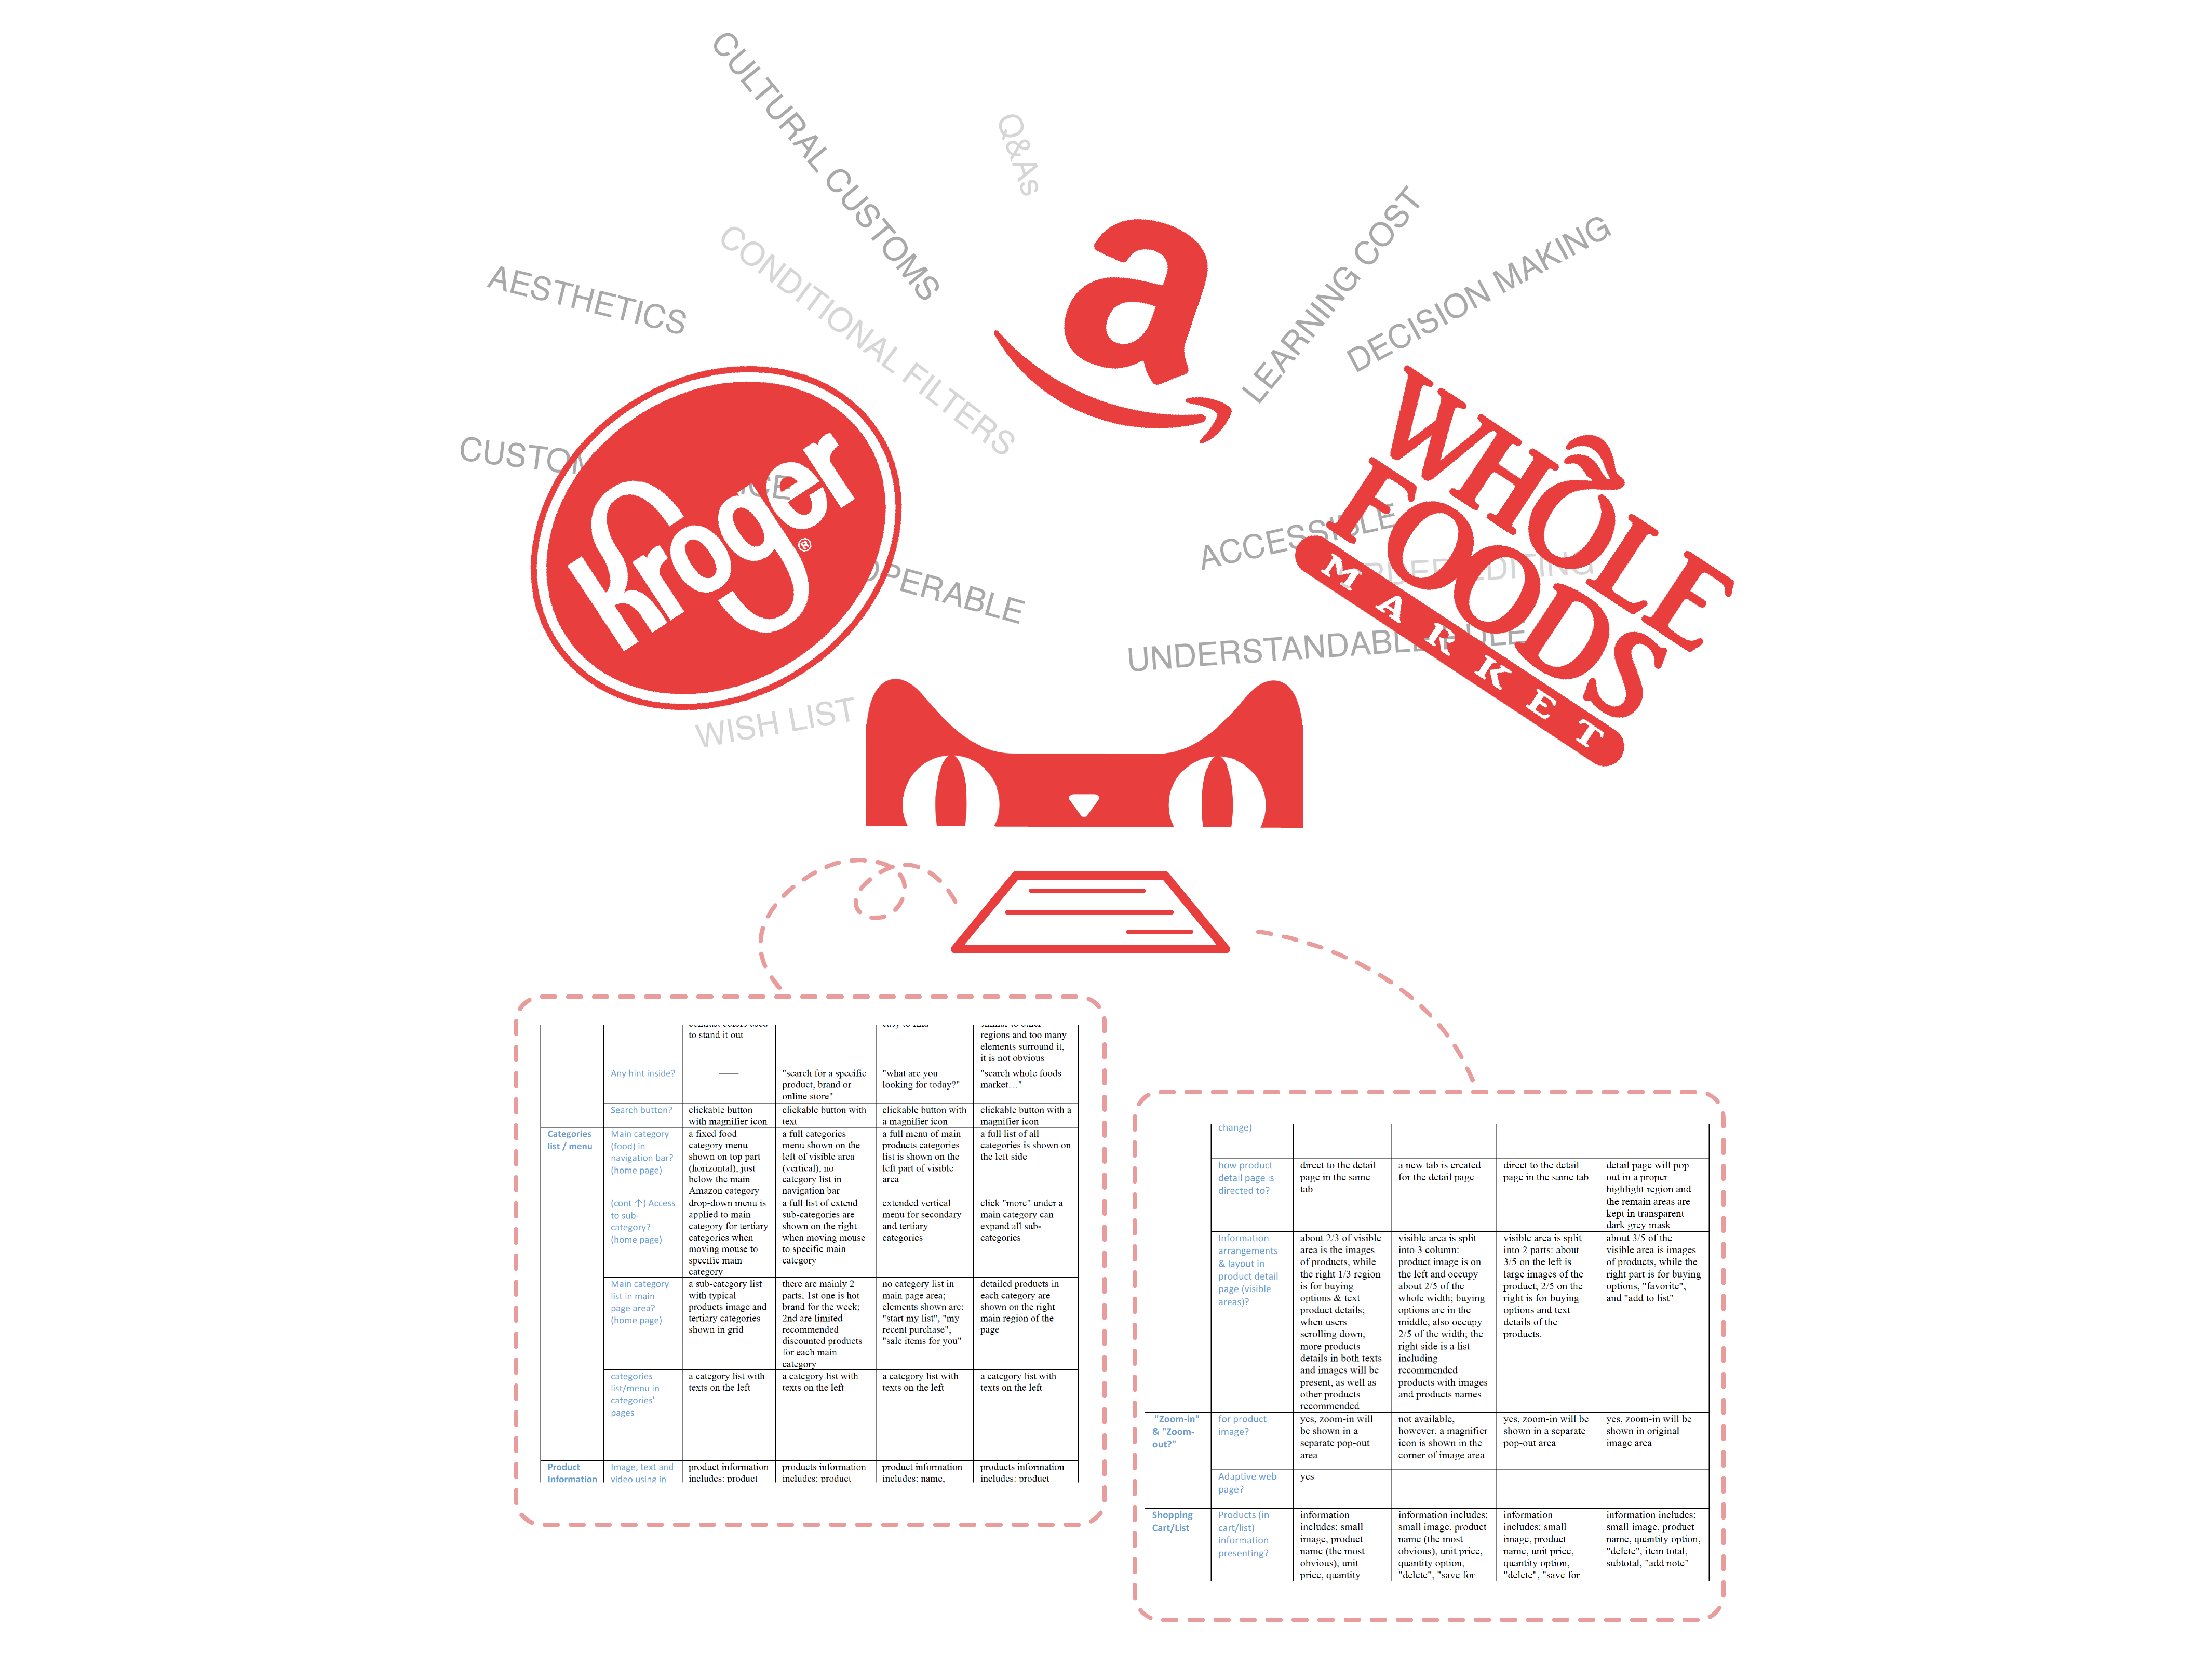 CULTURAL CUSTOMS
Q&As
CONDITIONAL FILTERS
AESTHETICS
LEARNING COST
DECISION MAKING
a
Kroger®
OPERABLE
WHOLE
FOODS
MARKET
ACCESSIBLE
ORDER EDITING
UNDERSTANDABLE
WISH LIST
to stand it out
regions and too many
elements surround it,
it is not obvious
Any hint inside?
"search for a specific
product, brand or
online store"
"what are you
looking for today?"
"search whole foods
market…"
Search button?
clickable button
with magnifier icon
clickable button with
text
clickable button with
a magnifier icon
clickable button with a
magnifier icon
Categories
list / menu
Main category
(food) in
navigation bar?
(home page)
a fixed food
category menu
shown on top part
(horizontal), just
below the main
Amazon category
a full categories
menu shown on the
left of visible area
(vertical), no
category list in
navigation bar
a full menu of main
products categories
list is shown on the
left part of visible
area
a full list of all
categories is shown on
the left side
(cont ↑) Access
to sub-
category?
(home page)
drop-down menu is
applied to main
category for tertiary
categories when
moving mouse to
specific main
category
a full list of extend
sub-categories are
shown on the right
when moving mouse
to specific main
category
extended vertical
menu for secondary
and tertiary
categories
click "more" under a
main category can
expand all sub-
categories
Main category
list in main
page area?
(home page)
a sub-category list
with typical
products image and
tertiary categories
shown in grid
there are mainly 2
parts, 1st one is hot
brand for the week;
2nd are limited
recommended
discounted products
for each main
category
no category list in
main page area;
elements shown are:
"start my list", "my
recent purchase",
"sale items for you"
detailed products in
each category are
shown on the right
main region of the
page
categories
list/menu in
categories'
pages
a category list with
texts on the left
a category list with
texts on the left
a category list with
texts on the left
a category list with
texts on the left
Product
Information
Image, text and
video using in
product information
includes: product
products information
includes: product
product information
includes: name,
products information
includes: product
change)
how product
detail page is
directed to?
direct to the detail
page in the same
tab
a new tab is created
for the detail page
direct to the detail
page in the same tab
detail page will pop
out in a proper
highlight region and
the remain areas are
kept in transparent
dark grey mask
Information
arrangements
& layout in
product detail
page (visible
areas)?
about 2/3 of visible
area is the images
of products, while
the right 1/3 region
is for buying
options & text
product details;
when users
scrolling down,
more products
details in both texts
and images will be
present, as well as
other products
recommended
visible area is split
into 3 column:
product image is on
the left and occupy
about 2/5 of the
whole width; buying
options are in the
middle, also occupy
2/5 of the width; the
right side is a list
including
recommended
products with images
and products names
visible area is split
into 2 parts: about
3/5 on the left is
large images of the
product; 2/5 on the
right is for buying
options and text
details of the
products.
about 3/5 of the
visible area is images
of products, while the
right part is for buying
options, "favorite",
and "add to list"
"Zoom-in"
& "Zoom-
out?"
for product
image?
yes, zoom-in will
be shown in a
separate pop-out
area
not available,
however, a magnifier
icon is shown in the
corner of image area
yes, zoom-in will be
shown in a separate
pop-out area
yes, zoom-in will be
shown in original
image area
Adaptive web
page?
yes
Shopping
Cart/List
Products (in
cart/list)
information
presenting?
information
includes: small
image, product
name (the most
obvious), unit
price, quantity
information includes:
small image, product
name (the most
obvious), unit price,
quantity option,
"delete", "save for
information
includes: small
image, product
name, unit price,
quantity option,
"delete", "save for
information includes:
small image, product
name, quantity option,
"delete", item total,
subtotal, "add note"